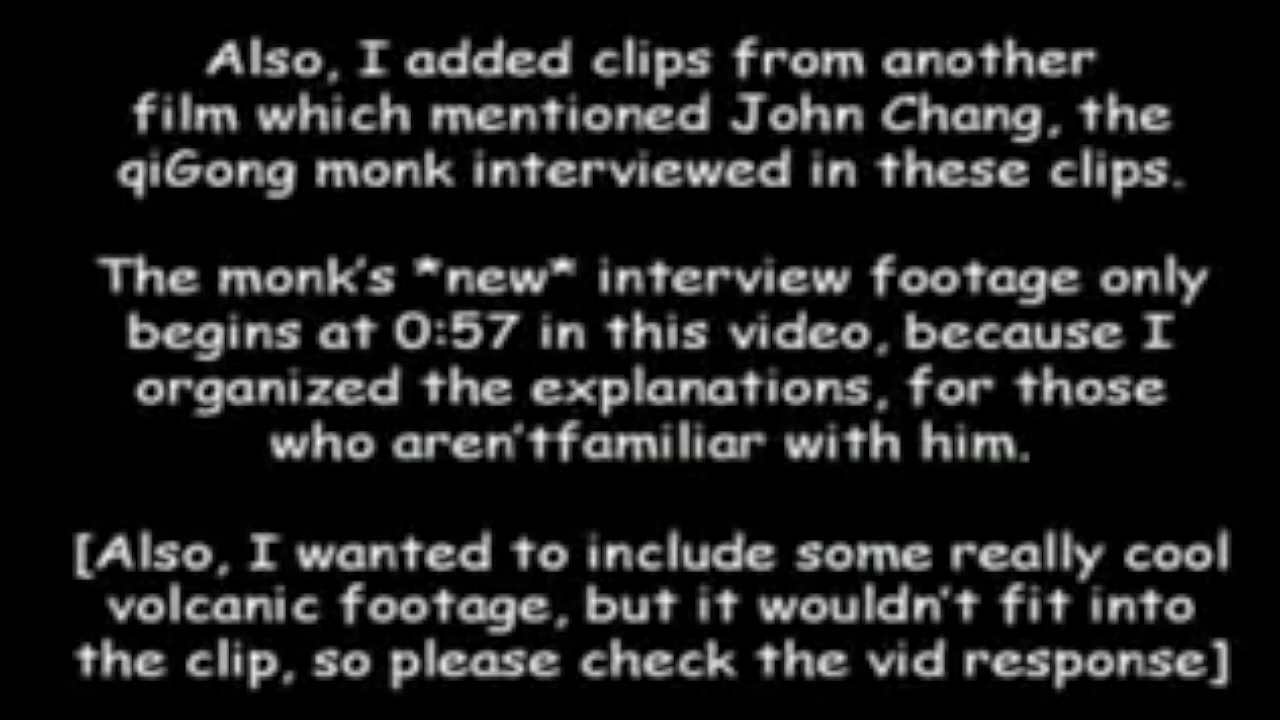 Also, I added clips from another
film which mentioned John Chang, the
qiGong monk interviewed in these clips.
The monk's *new* interview footage only
begins at 0:57 in this video, because I
organized the explanations, for those
who aren'tfamiliar with him.
[Also, I wanted to include some really cool
volcanic footage, but it wouldn't fit into
the clip, so please check the vid response]